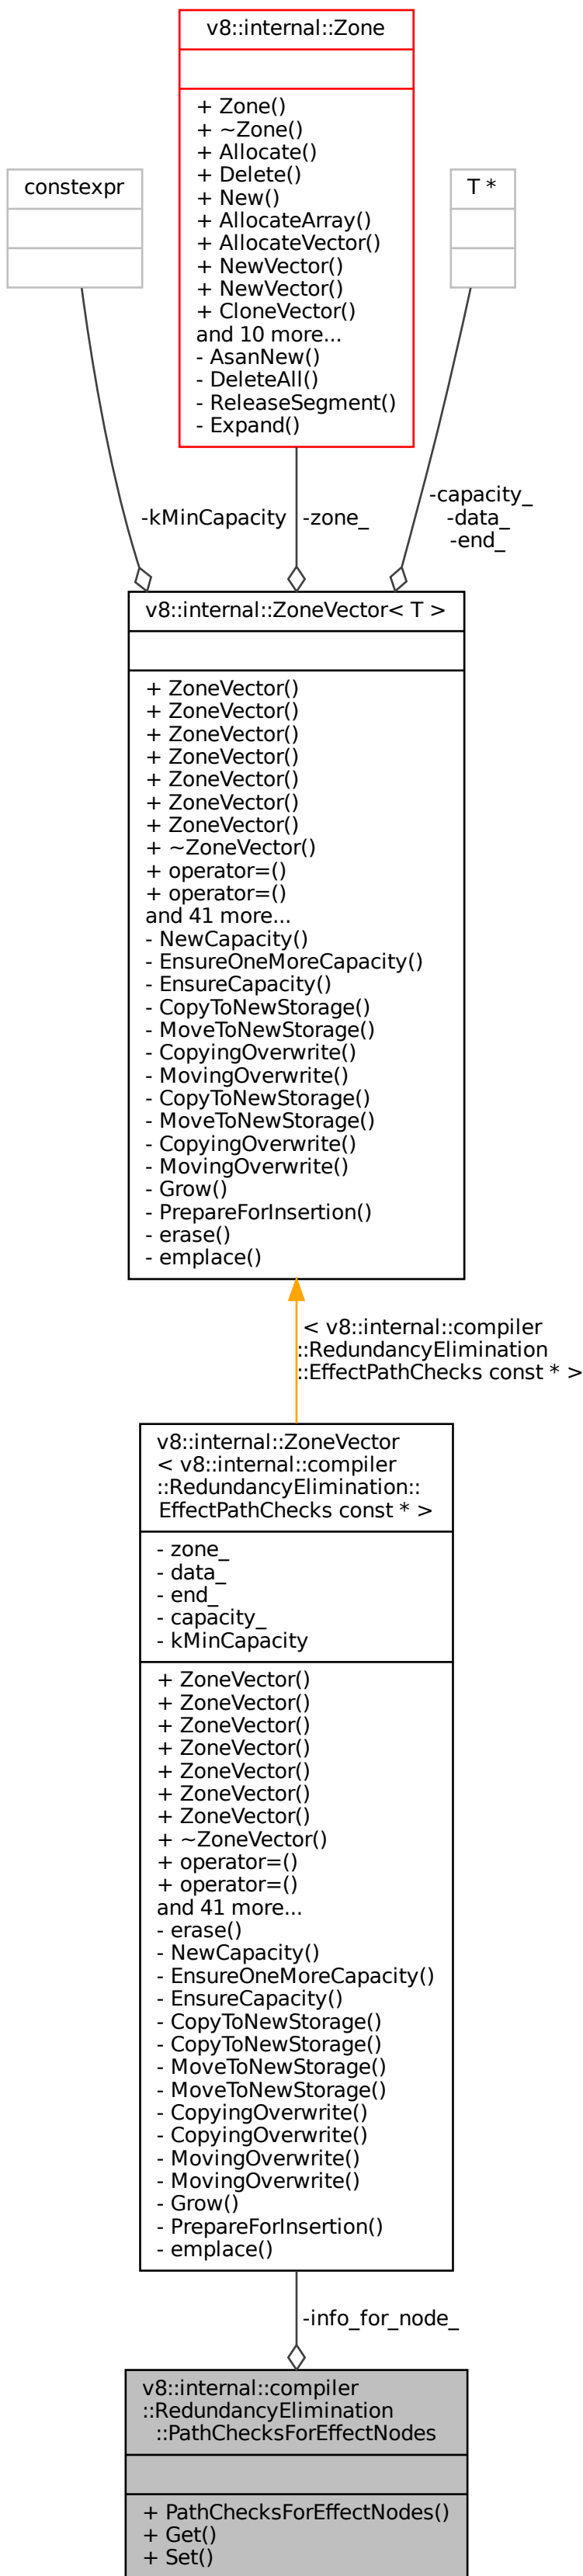 v8::internal::Zone
+ Zone()
+ ~Zone()
+ Allocate()
+ Delete()
+ New()
+ AllocateArray()
+ AllocateVector()
+ NewVector()
+ NewVector()
+ CloneVector()
and 10 more...
- AsanNew()
- DeleteAll()
- ReleaseSegment()
- Expand()
constexpr
T *
-kMinCapacity
-zone_
-capacity_
-data_
-end_
v8::internal::ZoneVector< T >
+ ZoneVector()
+ ZoneVector()
+ ZoneVector()
+ ZoneVector()
+ ZoneVector()
+ ZoneVector()
+ ZoneVector()
+ ~ZoneVector()
+ operator=()
+ operator=()
and 41 more...
- NewCapacity()
- EnsureOneMoreCapacity()
- EnsureCapacity()
- CopyToNewStorage()
- MoveToNewStorage()
- CopyingOverwrite()
- MovingOverwrite()
- CopyToNewStorage()
- MoveToNewStorage()
- CopyingOverwrite()
- MovingOverwrite()
- Grow()
- PrepareForInsertion()
- erase()
- emplace()
< v8::internal::compiler
::RedundancyElimination
::EffectPathChecks const * >
v8::internal::ZoneVector
< v8::internal::compiler
::RedundancyElimination::
EffectPathChecks const * >
- zone_
- data_
- end_
- capacity_
- kMinCapacity
+ ZoneVector()
+ ZoneVector()
+ ZoneVector()
+ ZoneVector()
+ ZoneVector()
+ ZoneVector()
+ ZoneVector()
+ ~ZoneVector()
+ operator=()
+ operator=()
and 41 more...
- erase()
- NewCapacity()
- EnsureOneMoreCapacity()
- EnsureCapacity()
- CopyToNewStorage()
- CopyToNewStorage()
- MoveToNewStorage()
- MoveToNewStorage()
- CopyingOverwrite()
- CopyingOverwrite()
- MovingOverwrite()
- MovingOverwrite()
- Grow()
- PrepareForInsertion()
- emplace()
-info_for_node_
v8::internal::compiler
::RedundancyElimination
::PathChecksForEffectNodes
+ PathChecksForEffectNodes()
+ Get()
+ Set()